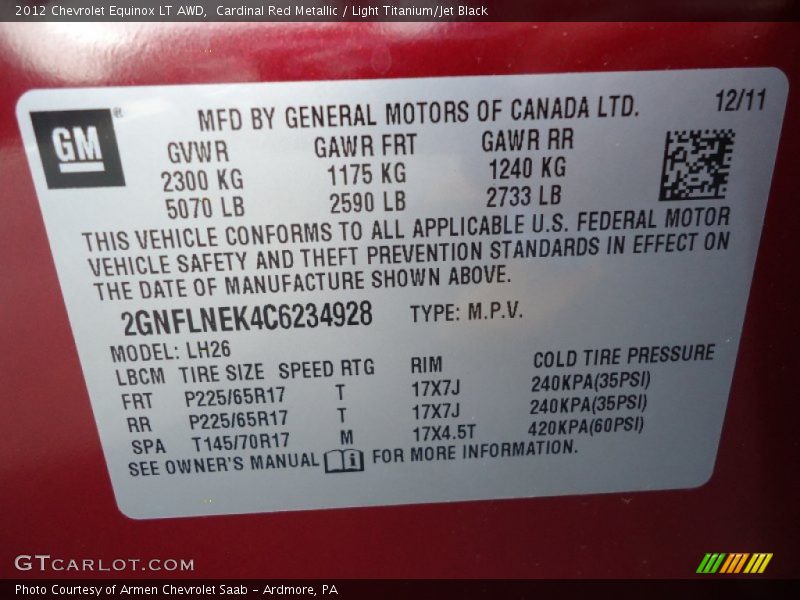 2012 Chevrolet Equinox LT AWD,  Cardinal Red Metallic / Light Titanium/Jet Black
GM ®
MFD BY GENERAL MOTORS OF CANADA LTD. 12/11
GVWR GAWR FRT GAWR RR
2300 KG 1175 KG 1240 KG
5070 LB 2590 LB 2733 LB
THIS VEHICLE CONFORMS TO ALL APPLICABLE U.S. FEDERAL MOTOR
VEHICLE SAFETY AND THEFT PREVENTION STANDARDS IN EFFECT ON
THE DATE OF MANUFACTURE SHOWN ABOVE.
2GNFLNEK4C6234928 TYPE: M.P.V.
MODEL: LH26
LBCM TIRE SIZE SPEED RTG RIM COLD TIRE PRESSURE
FRT P225/65R17 T 17X7J 240KPA(35PSI)
RR P225/65R17 T 17X7J 240KPA(35PSI)
SPA T145/70R17 M 17X4.5T 420KPA(60PSI)
SEE OWNER'S MANUAL i FOR MORE INFORMATION.
GTCARLOT.COM
Photo Courtesy of Armen Chevrolet Saab - Ardmore, PA